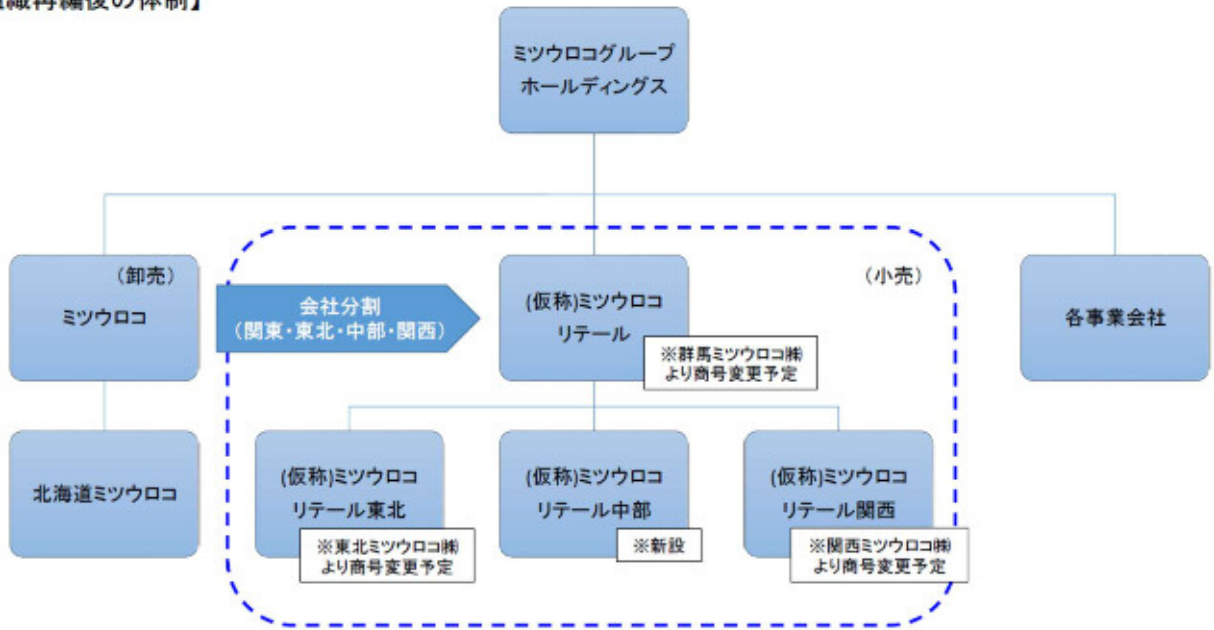 織再編後の体制】
ミツウロコグループ
ホールディングス
(卸売)
ミツウロコ
会社分割
(関東・東北・中部・関西)
(仮称)ミツウロコ
リテール
(小売)
※群馬ミツウロコ㈱
より商号変更予定
各事業会社
北海道ミツウロコ
(仮称)ミツウロコ
リテール東北
※東北ミツウロコ㈱
より商号変更予定
(仮称)ミツウロコ
リテール中部
※新設
(仮称)ミツウロコ
リテール関西
※関西ミツウロコ㈱
より商号変更予定